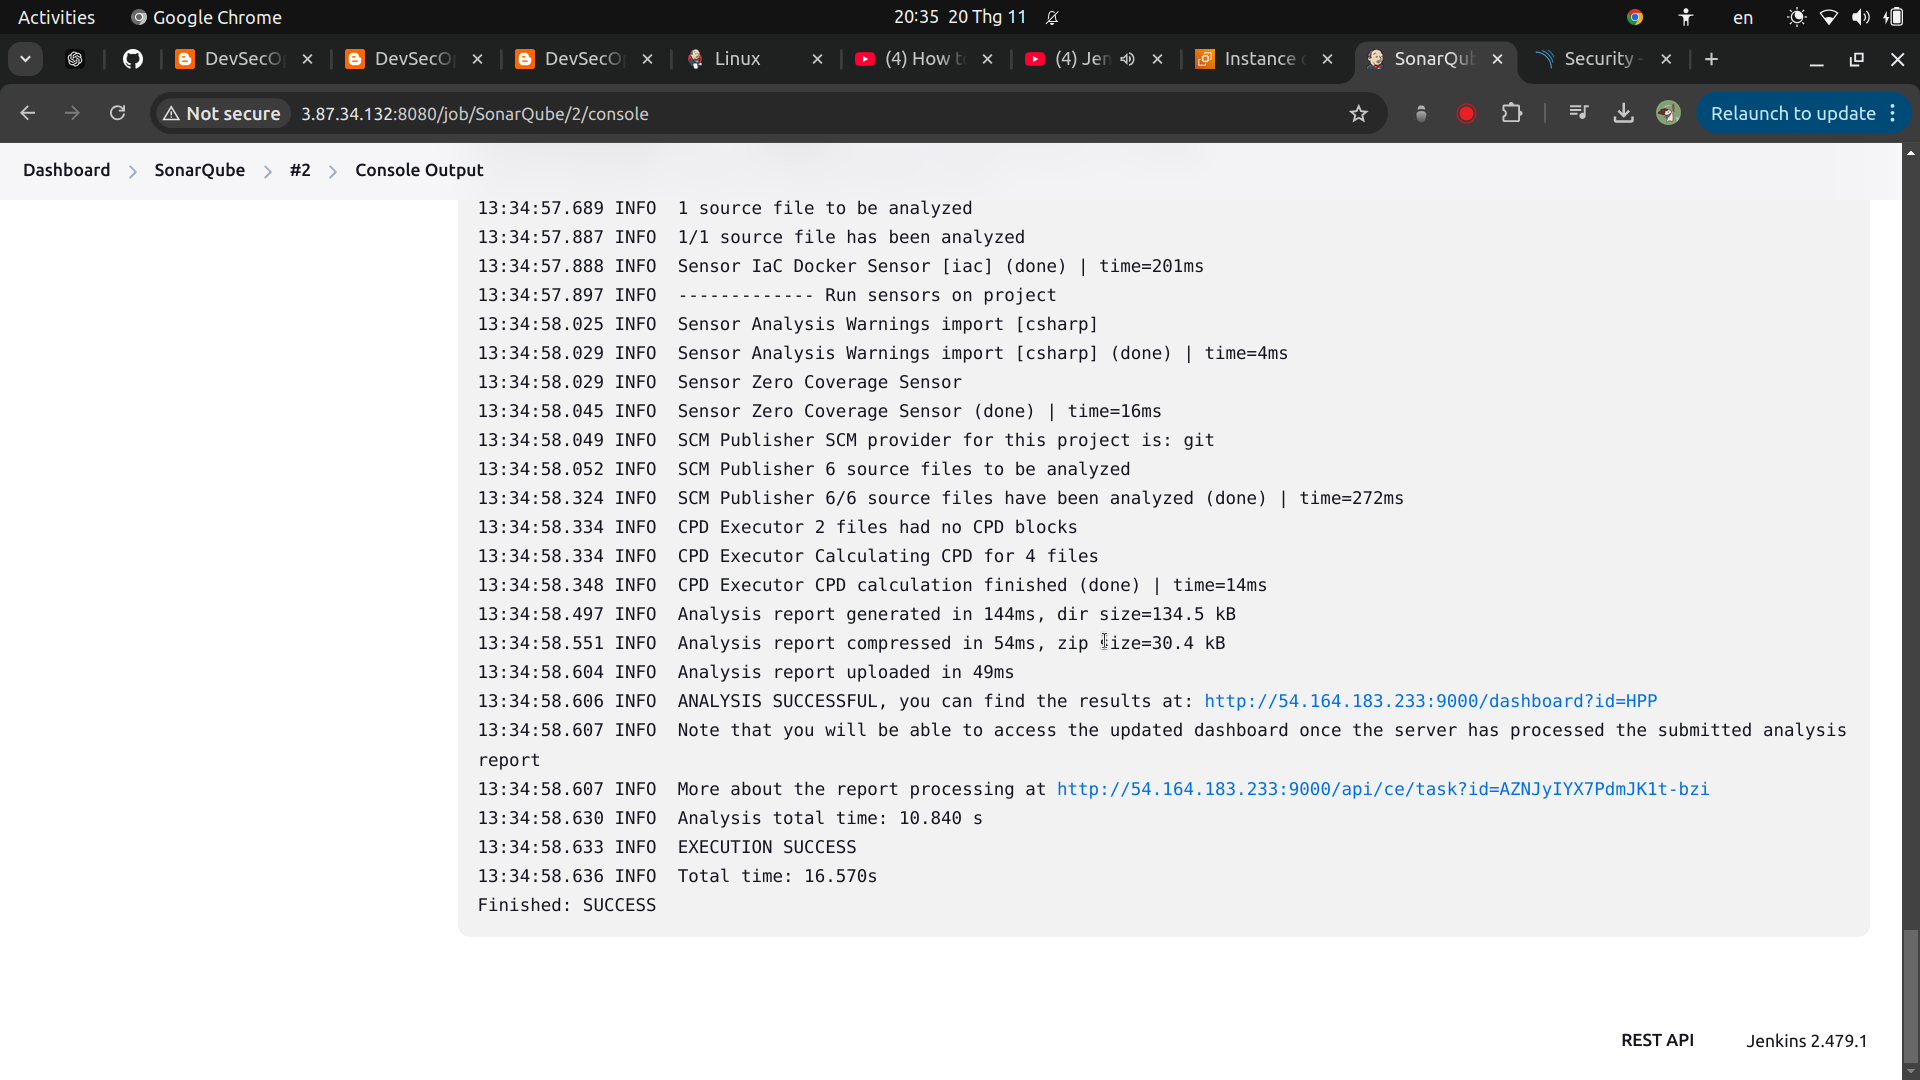 Activities Google Chrome 20:35 20 Thg 11 en
DevSecO DevSecO DevSecO Linux (4) How t (4) Jen Instance SonarQu Security
Not secure 3.87.34.132:8080/job/SonarQube/2/console Relaunch to update
Dashboard SonarQube #2 Console Output
13:34:57.689 INFO 1 source file to be analyzed
13:34:57.887 INFO 1/1 source file has been analyzed
13:34:57.888 INFO Sensor IaC Docker Sensor [iac] (done) | time=201ms
13:34:57.897 INFO ------------- Run sensors on project
13:34:58.025 INFO Sensor Analysis Warnings import [csharp]
13:34:58.029 INFO Sensor Analysis Warnings import [csharp] (done) | time=4ms
13:34:58.029 INFO Sensor Zero Coverage Sensor
13:34:58.045 INFO Sensor Zero Coverage Sensor (done) | time=16ms
13:34:58.049 INFO SCM Publisher SCM provider for this project is: git
13:34:58.052 INFO SCM Publisher 6 source files to be analyzed
13:34:58.324 INFO SCM Publisher 6/6 source files have been analyzed (done) | time=272ms
13:34:58.334 INFO CPD Executor 2 files had no CPD blocks
13:34:58.334 INFO CPD Executor Calculating CPD for 4 files
13:34:58.348 INFO CPD Executor CPD calculation finished (done) | time=14ms
13:34:58.497 INFO Analysis report generated in 144ms, dir size=134.5 kB
13:34:58.551 INFO Analysis report compressed in 54ms, zip size=30.4 kB
13:34:58.604 INFO Analysis report uploaded in 49ms
13:34:58.606 INFO ANALYSIS SUCCESSFUL, you can find the results at: http://54.164.183.233:9000/dashboard?id=HPP
13:34:58.607 INFO Note that you will be able to access the updated dashboard once the server has processed the submitted analysis
report
13:34:58.607 INFO More about the report processing at http://54.164.183.233:9000/api/ce/task?id=AZNJyIYX7PdmJK1t-bzi
13:34:58.630 INFO Analysis total time: 10.840 s
13:34:58.633 INFO EXECUTION SUCCESS
13:34:58.636 INFO Total time: 16.570s
Finished: SUCCESS
REST API Jenkins 2.479.1